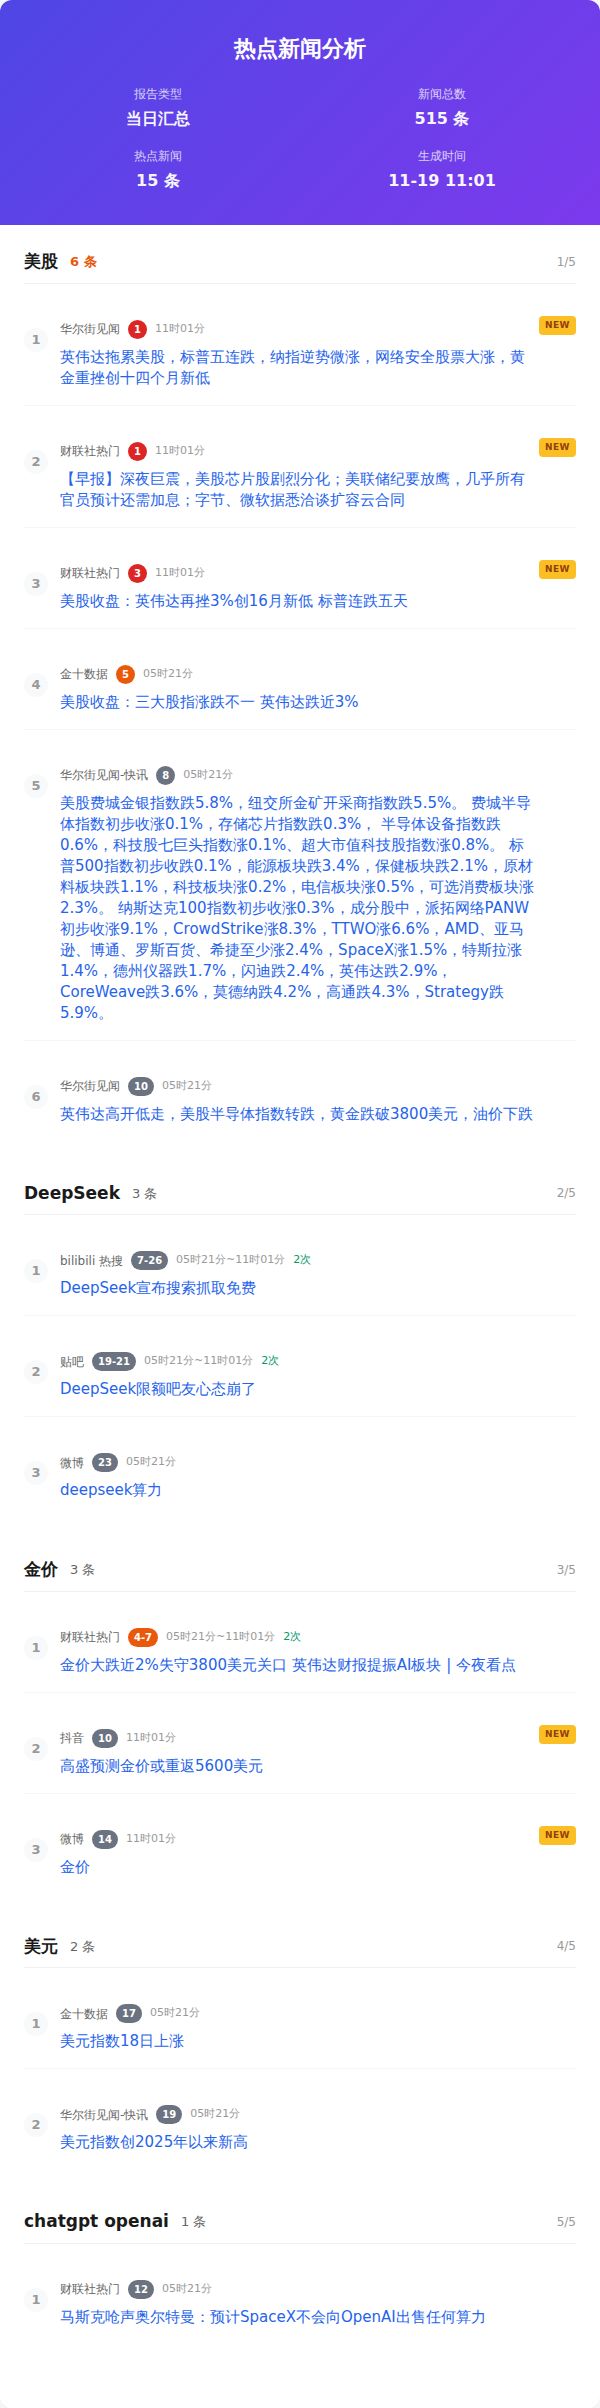 热点新闻分析
报告类型
当日汇总
新闻总数
515 条
热点新闻
15 条
生成时间
11-19 11:01
美股 6 条 1/5
1 华尔街见闻 1 11时01分 NEW
英伟达拖累美股，标普五连跌，纳指逆势微涨，网络安全股票大涨，黄
金重挫创十四个月新低
2 财联社热门 1 11时01分 NEW
【早报】深夜巨震，美股芯片股剧烈分化；美联储纪要放鹰，几乎所有
官员预计还需加息；字节、微软据悉洽谈扩容云合同
3 财联社热门 3 11时01分 NEW
美股收盘：英伟达再挫3%创16月新低 标普连跌五天
4 金十数据 5 05时21分
美股收盘：三大股指涨跌不一 英伟达跌近3%
5 华尔街见闻-快讯 8 05时21分
美股费城金银指数跌5.8%，纽交所金矿开采商指数跌5.5%。 费城半导
体指数初步收涨0.1%，存储芯片指数跌0.3%， 半导体设备指数跌
0.6%，科技股七巨头指数涨0.1%、超大市值科技股指数涨0.8%。 标
普500指数初步收跌0.1%，能源板块跌3.4%，保健板块跌2.1%，原材
料板块跌1.1%，科技板块涨0.2%，电信板块涨0.5%，可选消费板块涨
2.3%。 纳斯达克100指数初步收涨0.3%，成分股中，派拓网络PANW
初步收涨9.1%，CrowdStrike涨8.3%，TTWO涨6.6%，AMD、亚马
逊、博通、罗斯百货、希捷至少涨2.4%，SpaceX涨1.5%，特斯拉涨
1.4%，德州仪器跌1.7%，闪迪跌2.4%，英伟达跌2.9%，
CoreWeave跌3.6%，莫德纳跌4.2%，高通跌4.3%，Strategy跌
5.9%。
6 华尔街见闻 10 05时21分
英伟达高开低走，美股半导体指数转跌，黄金跌破3800美元，油价下跌
DeepSeek 3 条 2/5
1 bilibili 热搜 7-26 05时21分~11时01分 2次
DeepSeek宣布搜索抓取免费
2 贴吧 19-21 05时21分~11时01分 2次
DeepSeek限额吧友心态崩了
3 微博 23 05时21分
deepseek算力
金价 3 条 3/5
1 财联社热门 4-7 05时21分~11时01分 2次
金价大跌近2%失守3800美元关口 英伟达财报提振AI板块 | 今夜看点
2 抖音 10 11时01分 NEW
高盛预测金价或重返5600美元
3 微博 14 11时01分 NEW
金价
美元 2 条 4/5
1 金十数据 17 05时21分
美元指数18日上涨
2 华尔街见闻-快讯 19 05时21分
美元指数创2025年以来新高
chatgpt openai 1 条 5/5
1 财联社热门 12 05时21分
马斯克呛声奥尔特曼：预计SpaceX不会向OpenAI出售任何算力